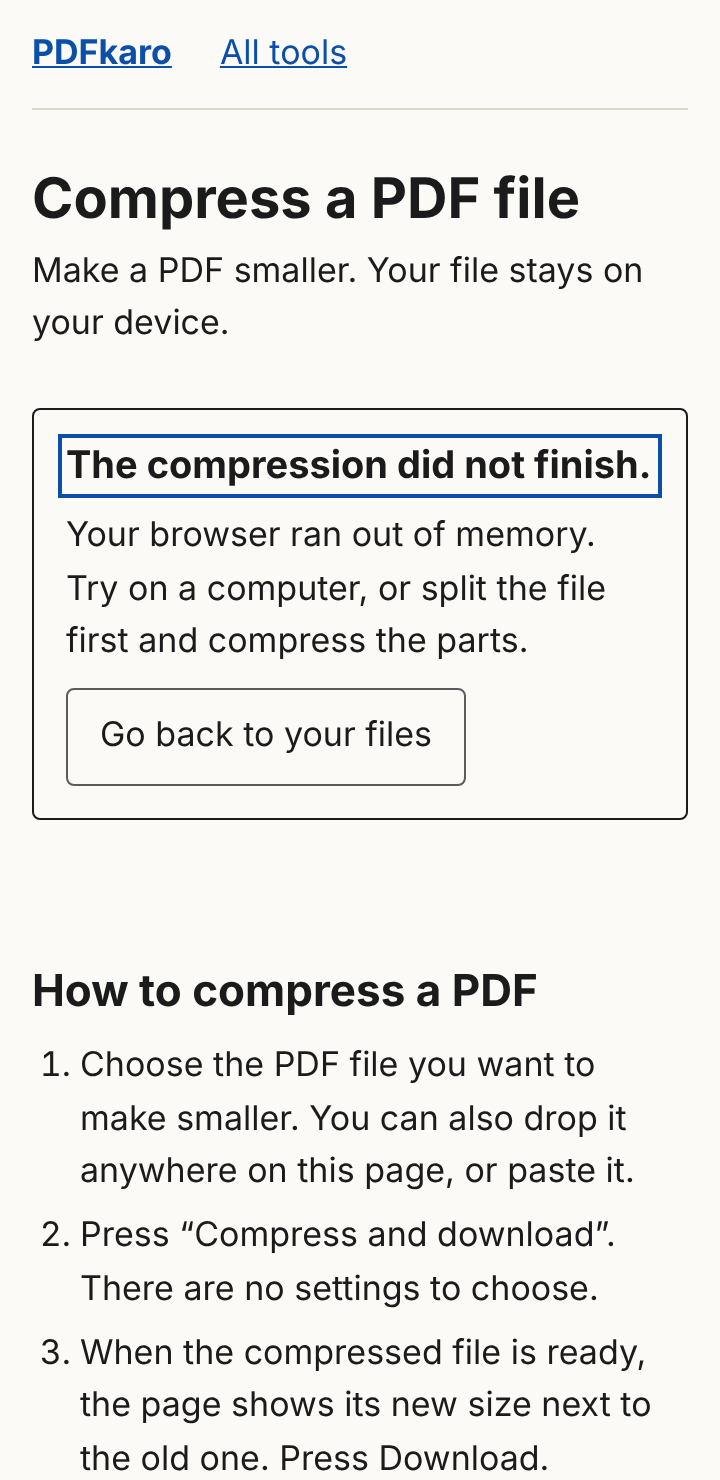 PDFkaro All tools
Compress a PDF file
Make a PDF smaller. Your file stays on
your device.
The compression did not finish.
Your browser ran out of memory.
Try on a computer, or split the file
first and compress the parts.
Go back to your files
How to compress a PDF
1. Choose the PDF file you want to
make smaller. You can also drop it
anywhere on this page, or paste it.
2. Press “Compress and download”.
There are no settings to choose.
3. When the compressed file is ready,
the page shows its new size next to
the old one. Press Download.